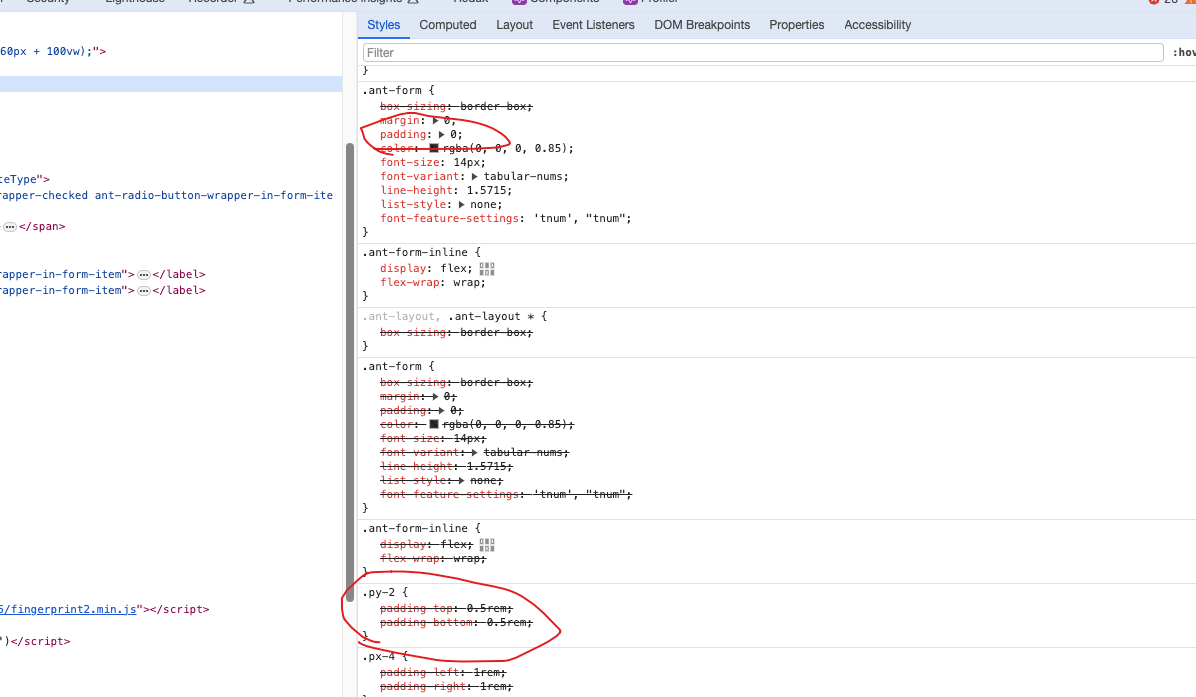 Security Lighthouse Recorder Performance insights Redux Components Profiler 28
Styles Computed Layout Event Listeners DOM Breakpoints Properties Accessibility
Filter :hov
60px + 100vw);">
}
.ant-form {
box-sizing: border-box;
margin: ▶ 0;
padding: ▶ 0;
color: rgba(0, 0, 0, 0.85);
font-size: 14px;
font-variant: ▶ tabular-nums;
line-height: 1.5715;
list-style: ▶ none;
font-feature-settings: 'tnum', "tnum";
}
teType">
rapper-checked ant-radio-button-wrapper-in-form-ite
</span>
rapper-in-form-item"> </label>
rapper-in-form-item"> </label>
.ant-form-inline {
display: flex;
flex-wrap: wrap;
}
.ant-layout, .ant-layout * {
box-sizing: border-box;
}
.ant-form {
box-sizing: border-box;
margin: ▶ 0;
padding: ▶ 0;
color: rgba(0, 0, 0, 0.85);
font-size: 14px;
font-variant: ▶ tabular-nums;
line-height: 1.5715;
list-style: ▶ none;
font-feature-settings: 'tnum', "tnum";
}
.ant-form-inline {
display: flex;
flex-wrap: wrap;
}
.py-2 {
padding-top: 0.5rem;
padding-bottom: 0.5rem;
}
5/fingerprint2.min.js"></script>
')</script>
.px-4 {
padding-left: 1rem;
padding-right: 1rem;